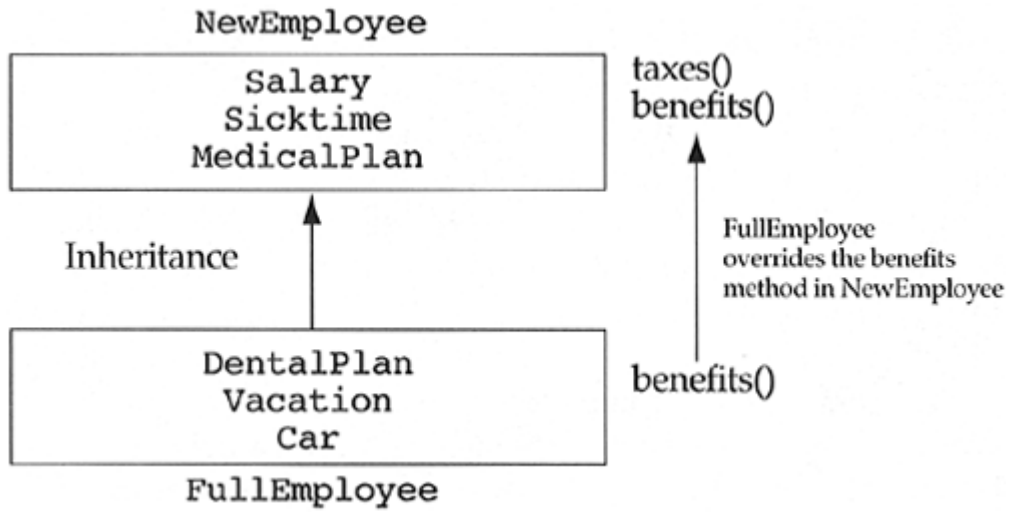 NewEmployee
Salary
Sicktime
MedicalPlan
taxes()
benefits()
Inheritance
FullEmployee
overrides the benefits
method in NewEmployee
DentalPlan
Vacation
Car
benefits()
FullEmployee